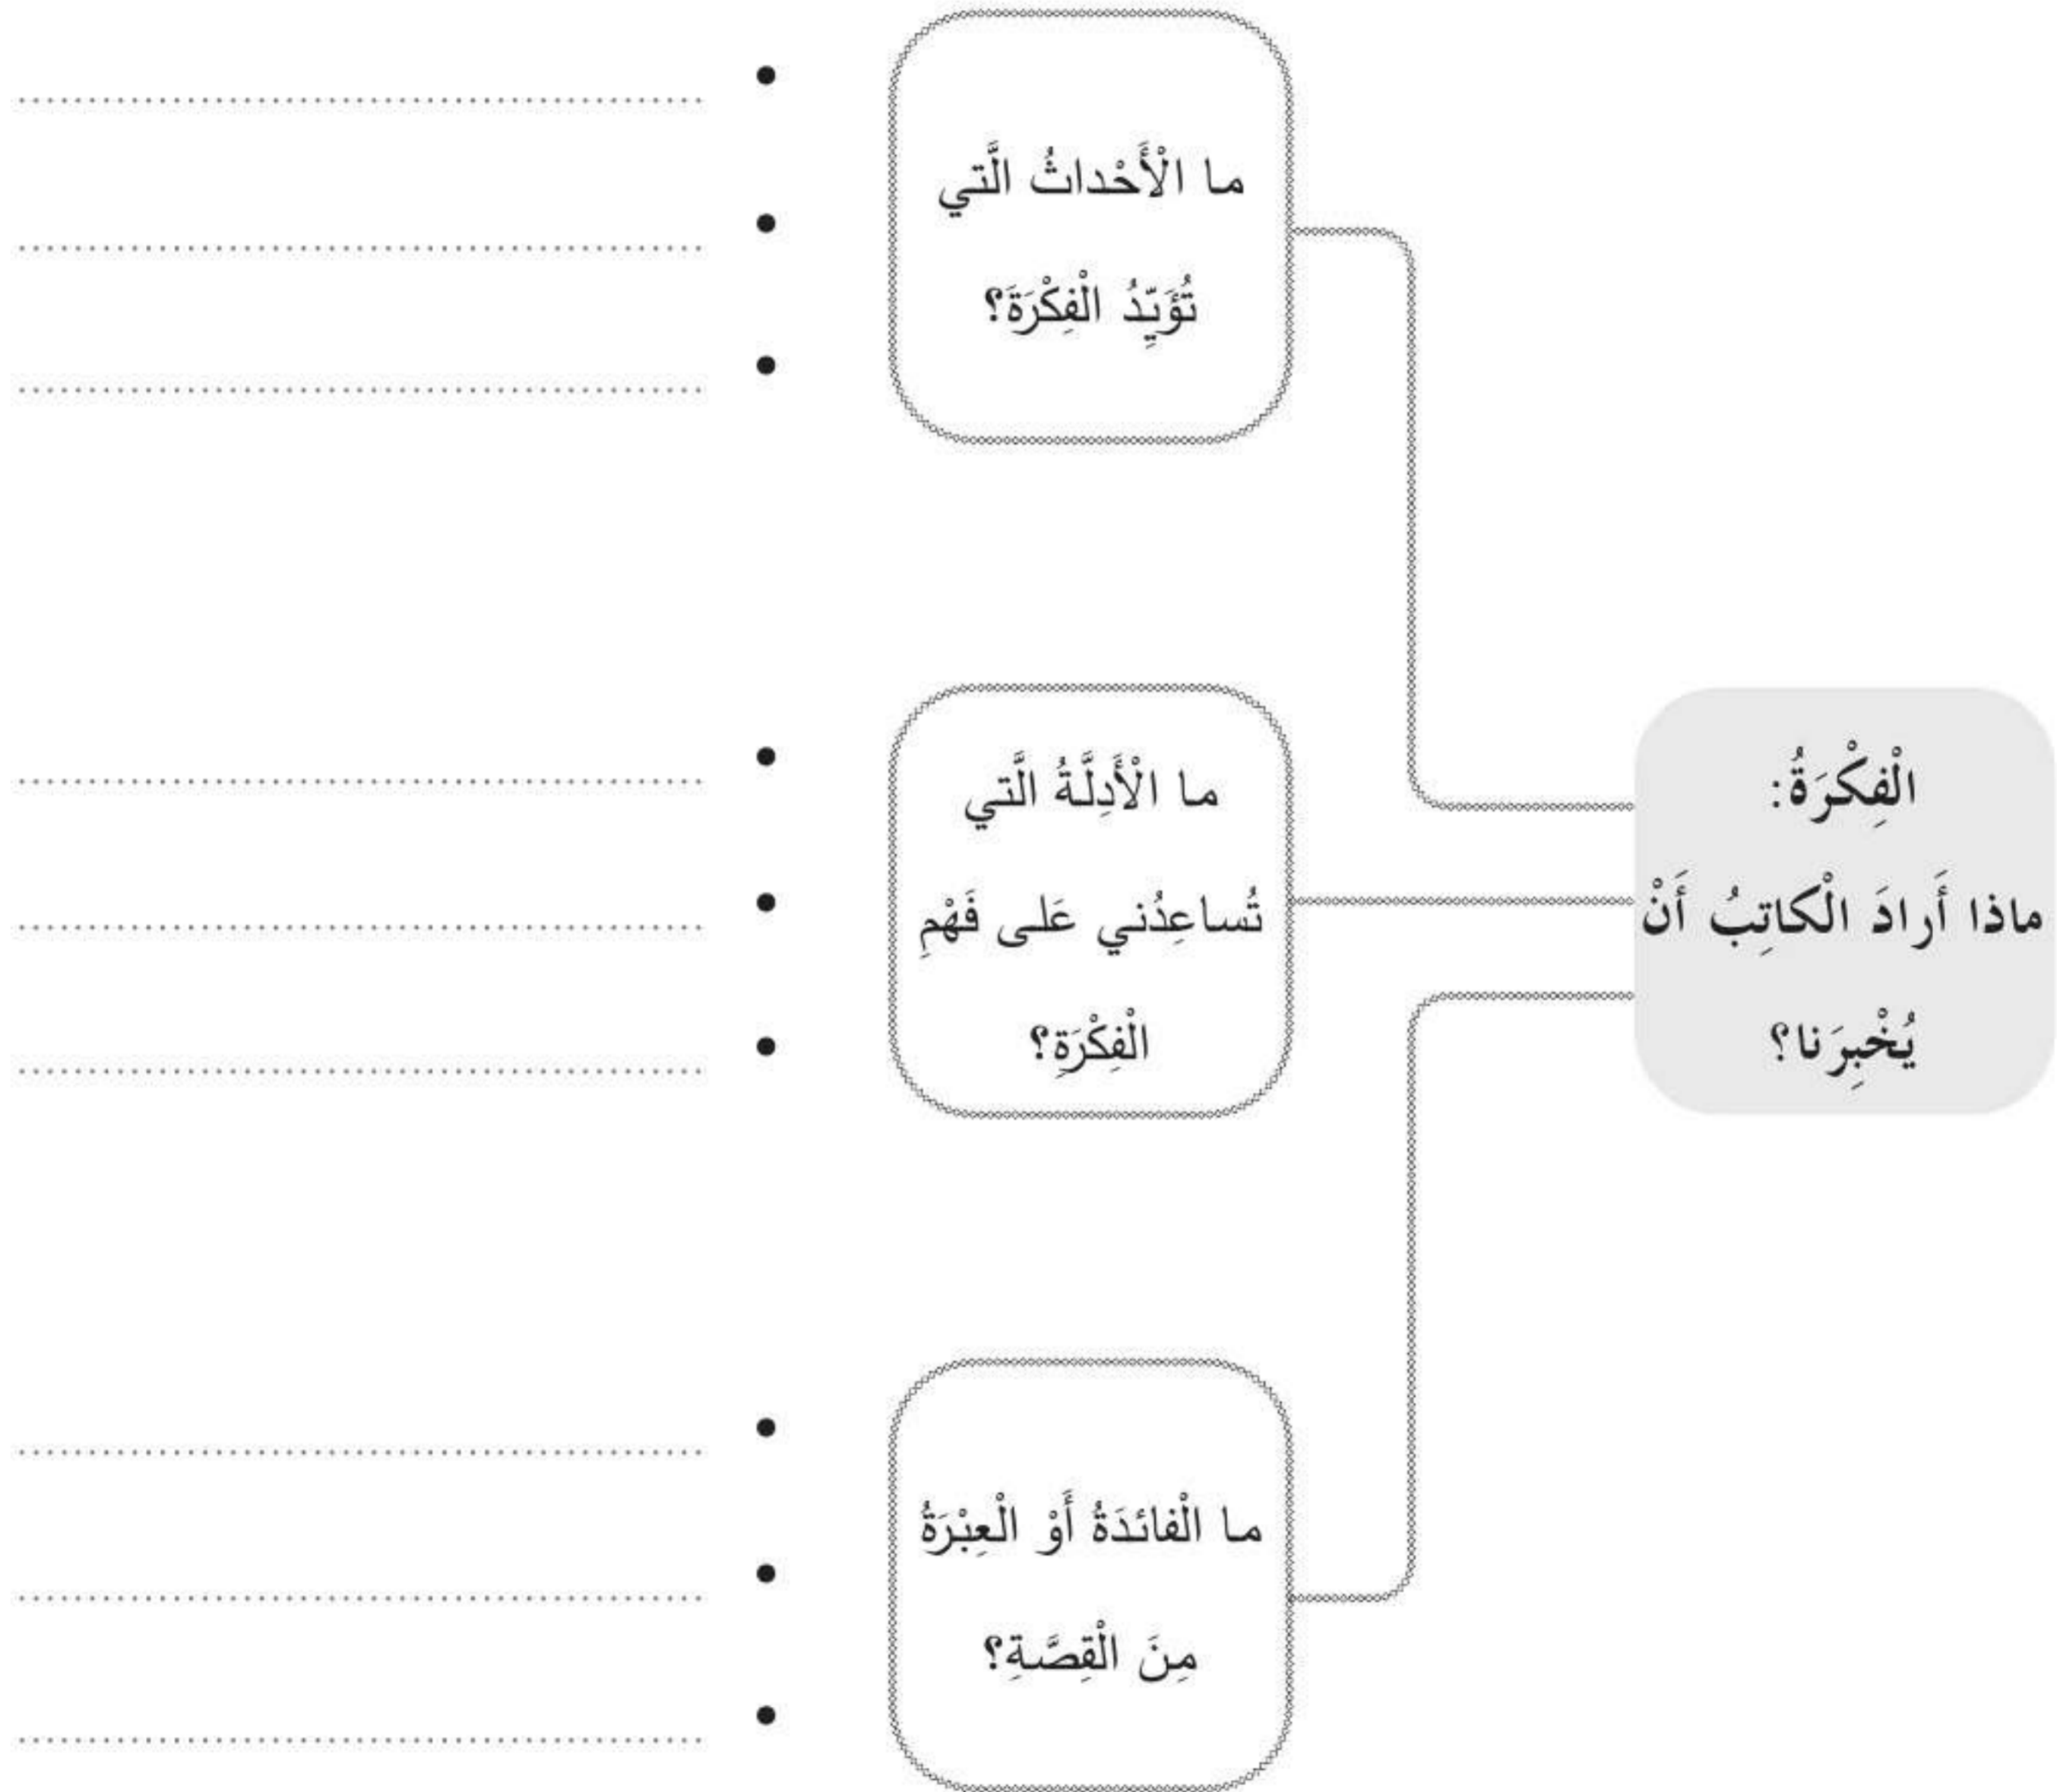 الْفِكْرَةُ:
ماذا أَرادَ الْكاتِبُ أَنْ
يُخْبِرَنا؟
ما الْأَحْداثُ الَّتي
تُؤَيِّدُ الْفِكْرَةَ؟
ما الْأَدِلَّةُ الَّتي
تُساعِدُني عَلى فَهْمِ
الْفِكْرَةِ؟
ما الْفائدَةُ أَوْ الْعِبْرَةُ
مِنَ الْقِصَّةِ؟